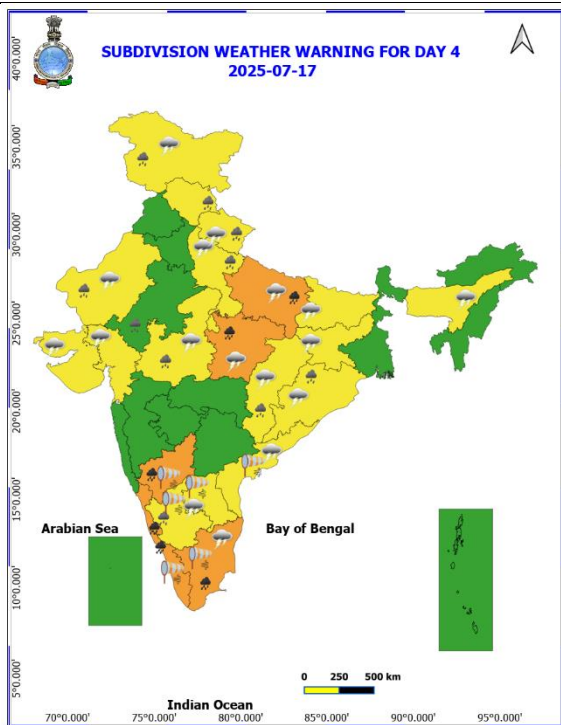 SUBDIVISION WEATHER WARNING FOR DAY 4
2025-07-17
40°0.000'
35°0.000'
30°0.000'
25°0.000'
20°0.000'
15°0.000'
10°0.000'
5°0.000'
Arabian Sea
Bay of Bengal
0 250 500 km
Indian Ocean
70°0.000' 75°0.000' 80°0.000' 85°0.000' 90°0.000' 95°0.000'